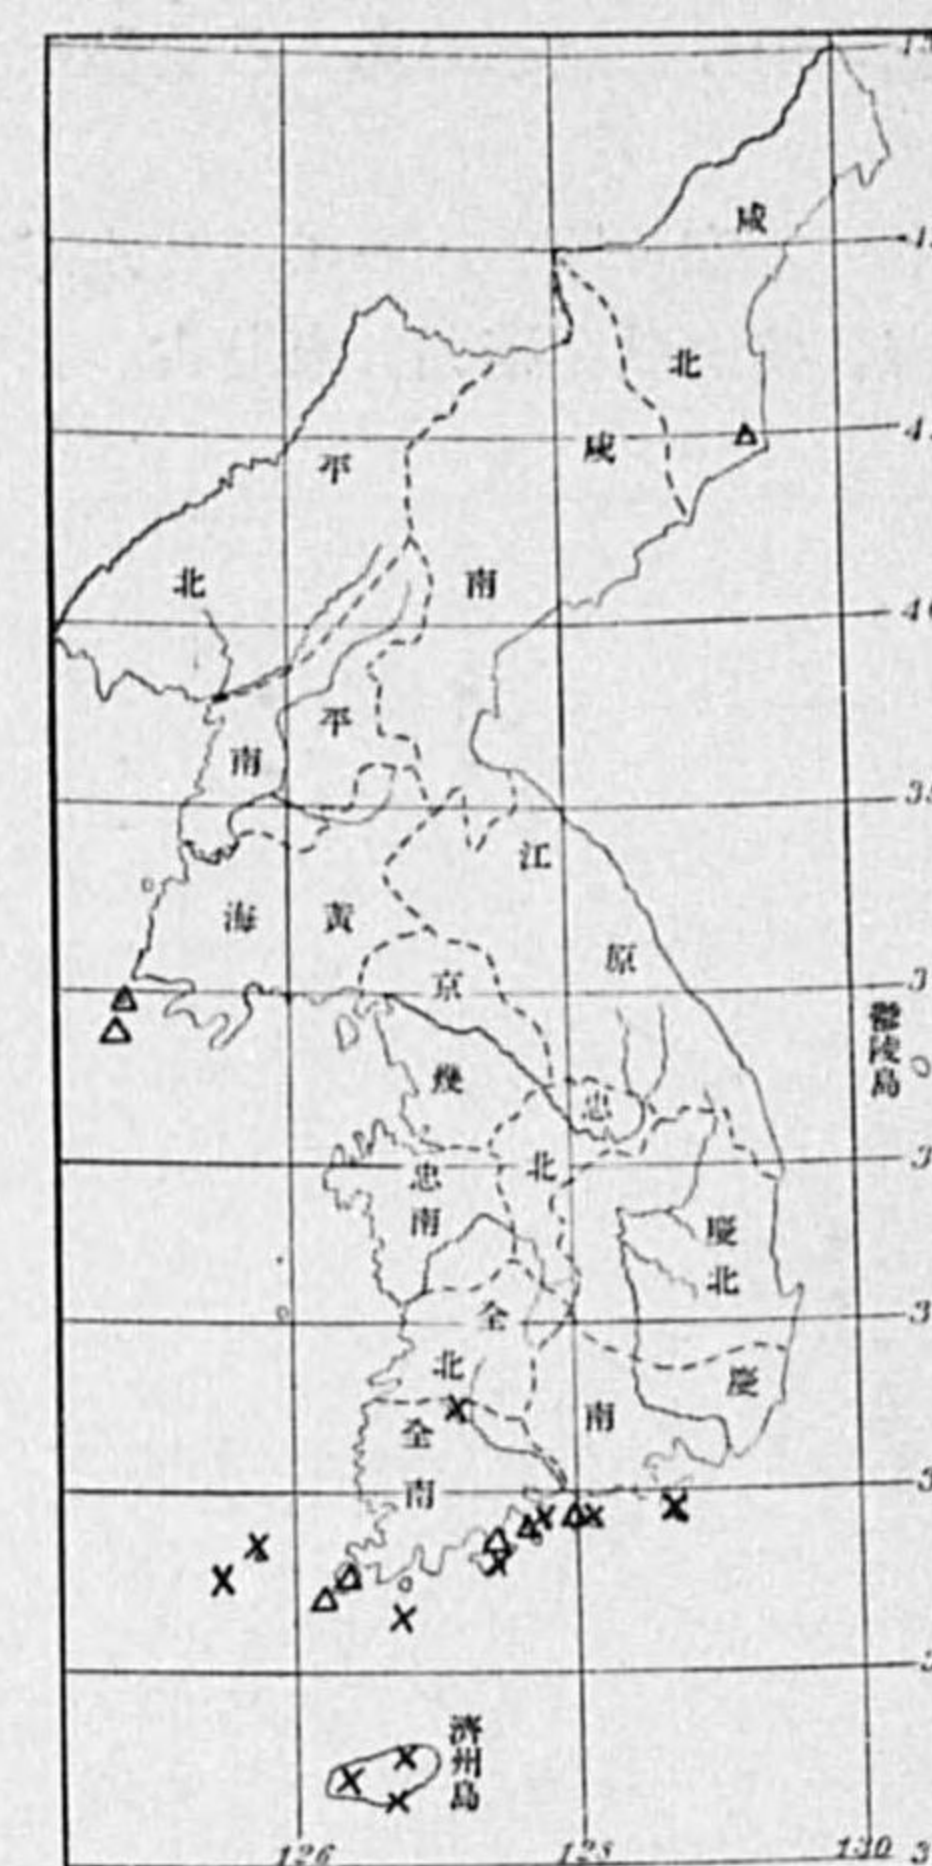 咸
北
咸
南
平
北
平
南
黃
海
江
原
京
畿
忠
北
忠
南
慶
北
全
北
慶
南
全
南
鬱陵島
濟州島
126
128
130